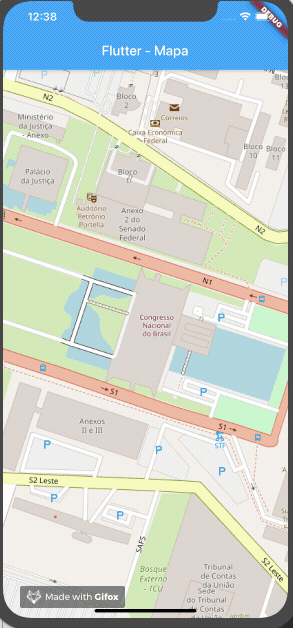 12:38
DEBUG
Flutter - Mapa
P
P
N2
Bloco
2
Correios
Ministério
da Justiça
- Anexo
Caixa Econômica
Federal
Bloco
10
Bloco
11
Palácio
da Justiça
Bloco
Auditório
Petrônio
Portella
Anexo
2 do
Senado
Federal
N2
N1
Congresso
Nacional
do Brasil
P
P
S1
S1
STF
Anexos
II e III
P
P
P
S2 Leste
P
P
SAFS
S2 Leste
Bosque
Externo
- TCU
Tribunal
de Contas
da União
Sede
do Tribunal
de Contas
Made with Gifox